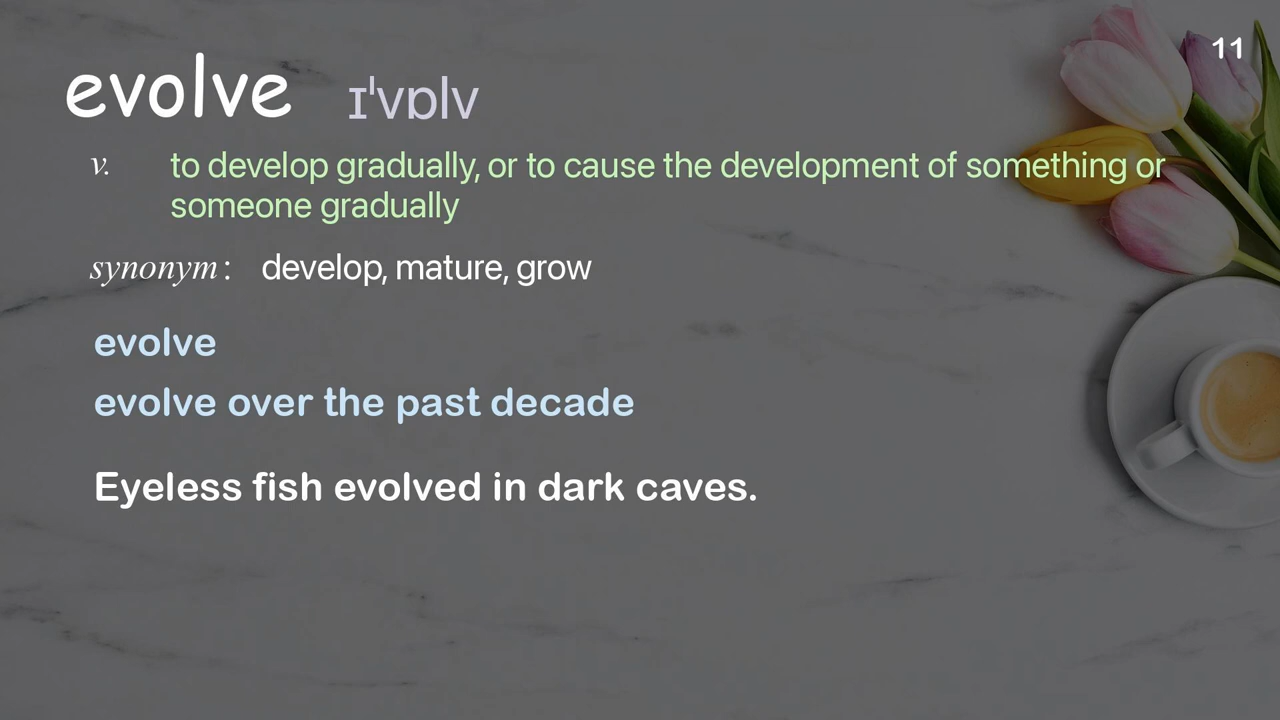 11
evolve ɪˈvɒlv
v. to develop gradually, or to cause the development of something or
someone gradually
synonym : develop, mature, grow
evolve
evolve over the past decade
Eyeless fish evolved in dark caves.